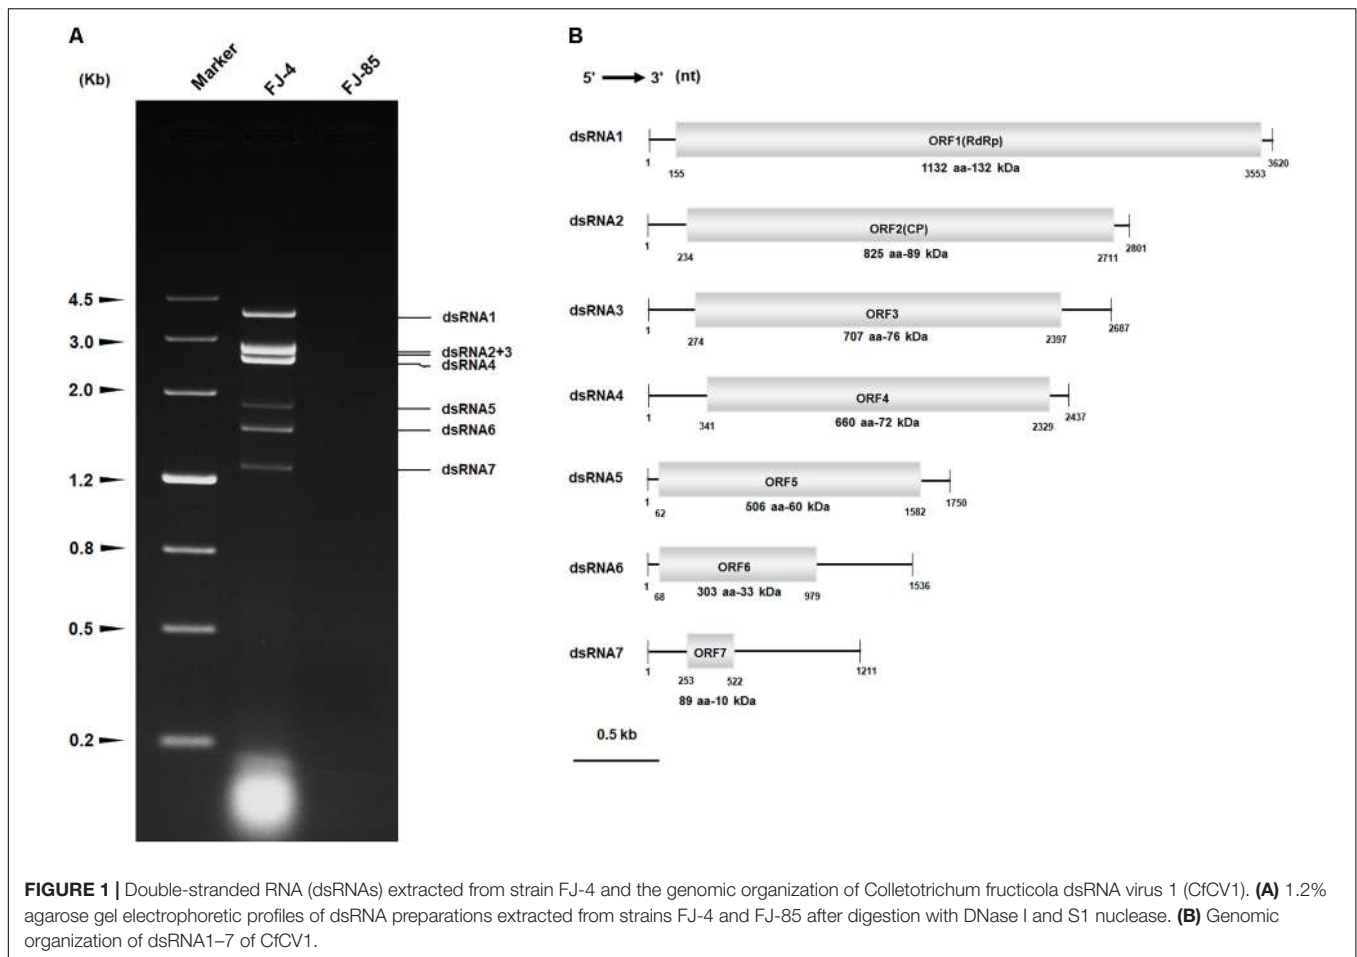 A
(Kb)
Marker
FJ-4
FJ-85
4.5
3.0
2.0
1.2
0.8
0.5
0.2
dsRNA1
dsRNA2+3
dsRNA4
dsRNA5
dsRNA6
dsRNA7
B
5' 3' (nt)
dsRNA1
ORF1(RdRp)
1132 aa-132 kDa
1
155
3553
3620
dsRNA2
ORF2(CP)
825 aa-89 kDa
1
234
2711
2801
dsRNA3
ORF3
707 aa-76 kDa
1
274
2397
2687
dsRNA4
ORF4
660 aa-72 kDa
1
341
2329
2437
dsRNA5
ORF5
506 aa-60 kDa
1
62
1582
1750
dsRNA6
ORF6
303 aa-33 kDa
1
68
979
1536
dsRNA7
ORF7
1
253
522
1211
89 aa-10 kDa
0.5 kb
FIGURE 1 | Double-stranded RNA (dsRNAs) extracted from strain FJ-4 and the genomic organization of Colletotrichum fructicola dsRNA virus 1 (CfCV1). (A) 1.2%
agarose gel electrophoretic profiles of dsRNA preparations extracted from strains FJ-4 and FJ-85 after digestion with DNase I and S1 nuclease. (B) Genomic
organization of dsRNA1–7 of CfCV1.